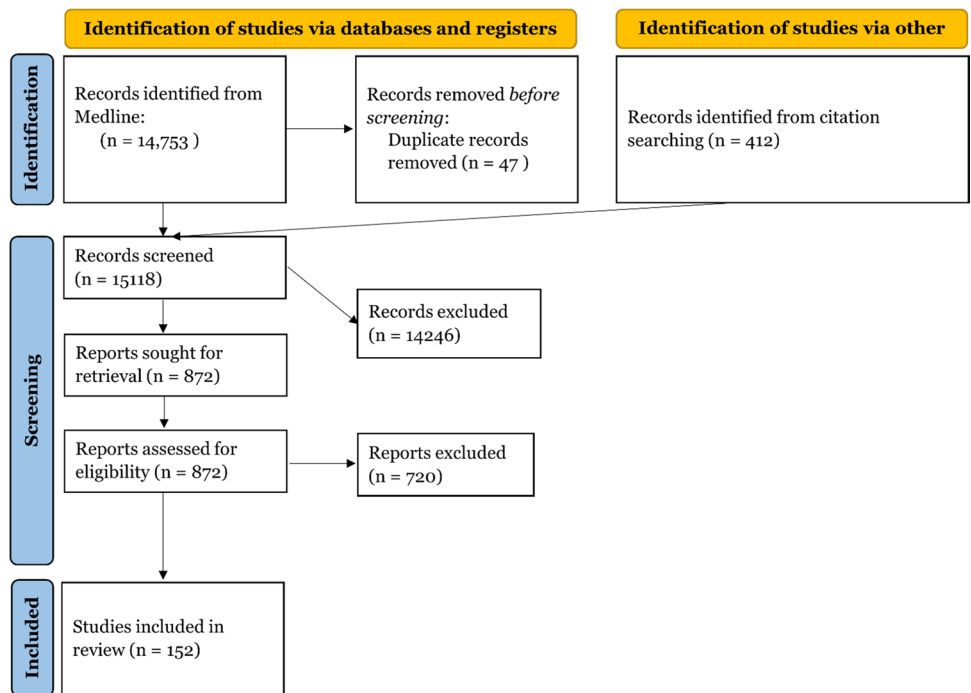 Identification of studies via databases and registers
Identification of studies via other
Identification
Records identified from
Medline:
(n = 14,753 )
Records removed before
screening:
Duplicate records
removed (n = 47 )
Records identified from citation
searching (n = 412)
Screening
Records screened
(n = 15118)
Records excluded
(n = 14246)
Reports sought for
retrieval (n = 872)
Reports assessed for
eligibility (n = 872)
Reports excluded
(n = 720)
Included
Studies included in
review (n = 152)